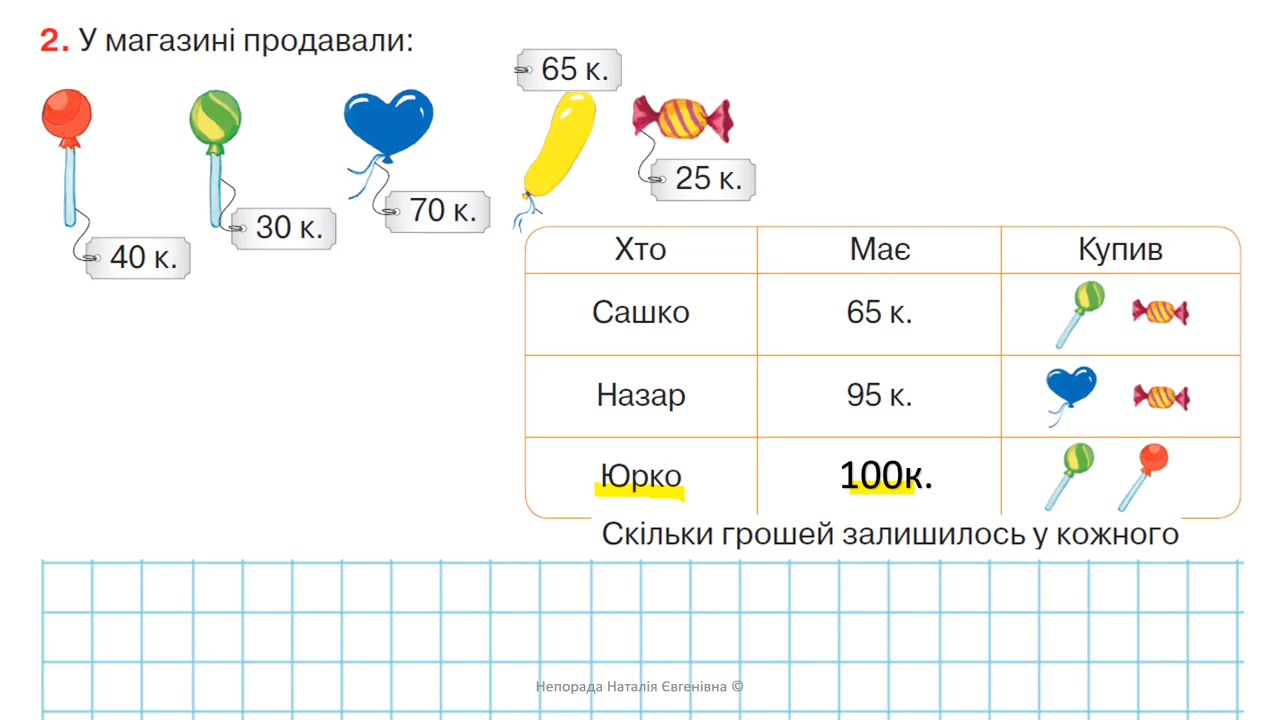 2. У магазині продавали:
65 к.
25 к.
70 к.
30 к.
40 к.
Хто Має Купив
Сашко 65 к.
Назар 95 к.
Юрко 100к.
Скільки грошей залишилось у кожного
Непорада Наталія Євгенівна ©